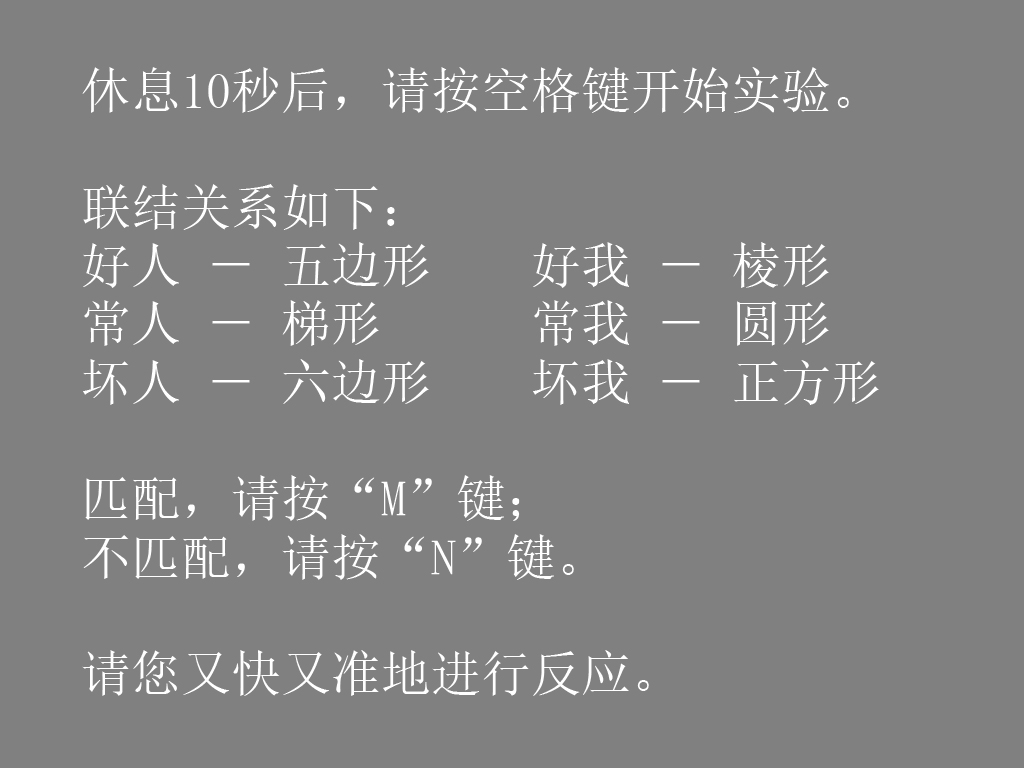 休息10秒后，请按空格键开始实验。
联结关系如下：
好人 － 五边形　　好我 － 棱形
常人 － 梯形　　　常我 － 圆形
坏人 － 六边形　　坏我 － 正方形
匹配，请按“M”键；
不匹配，请按“N”键。
请您又快又准地进行反应。